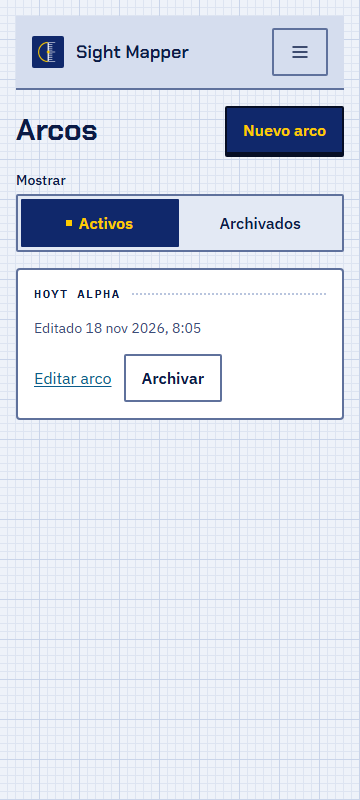 Sight Mapper
Arcos
Nuevo arco
Mostrar
Activos
Archivados
HOYT ALPHA
Editado 18 nov 2026, 8:05
Editar arco
Archivar